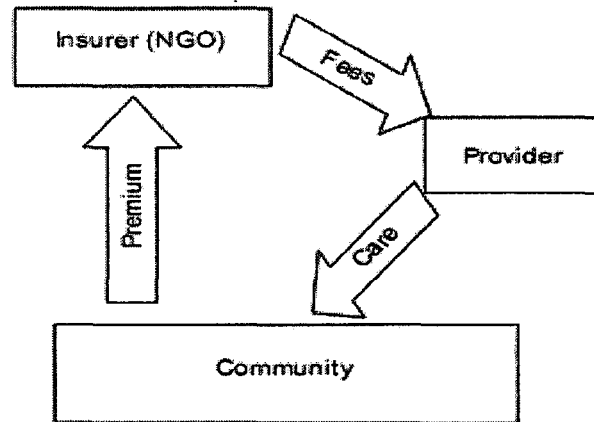 Insurer (NGO)
Fees
Provider
Premium
Care
Community